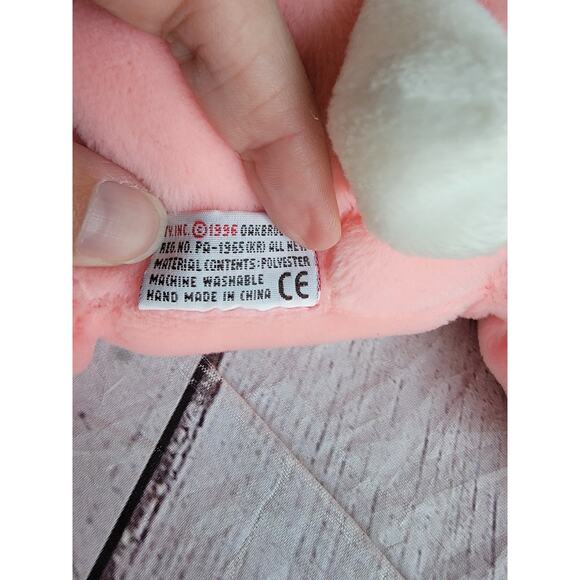 TY, INC. ©1996 OAKBRO
REG. NO. PA-1965(KR) ALL NEW
MATERIAL CONTENTS: POLYESTER
MACHINE WASHABLE
HAND MADE IN CHINA CE